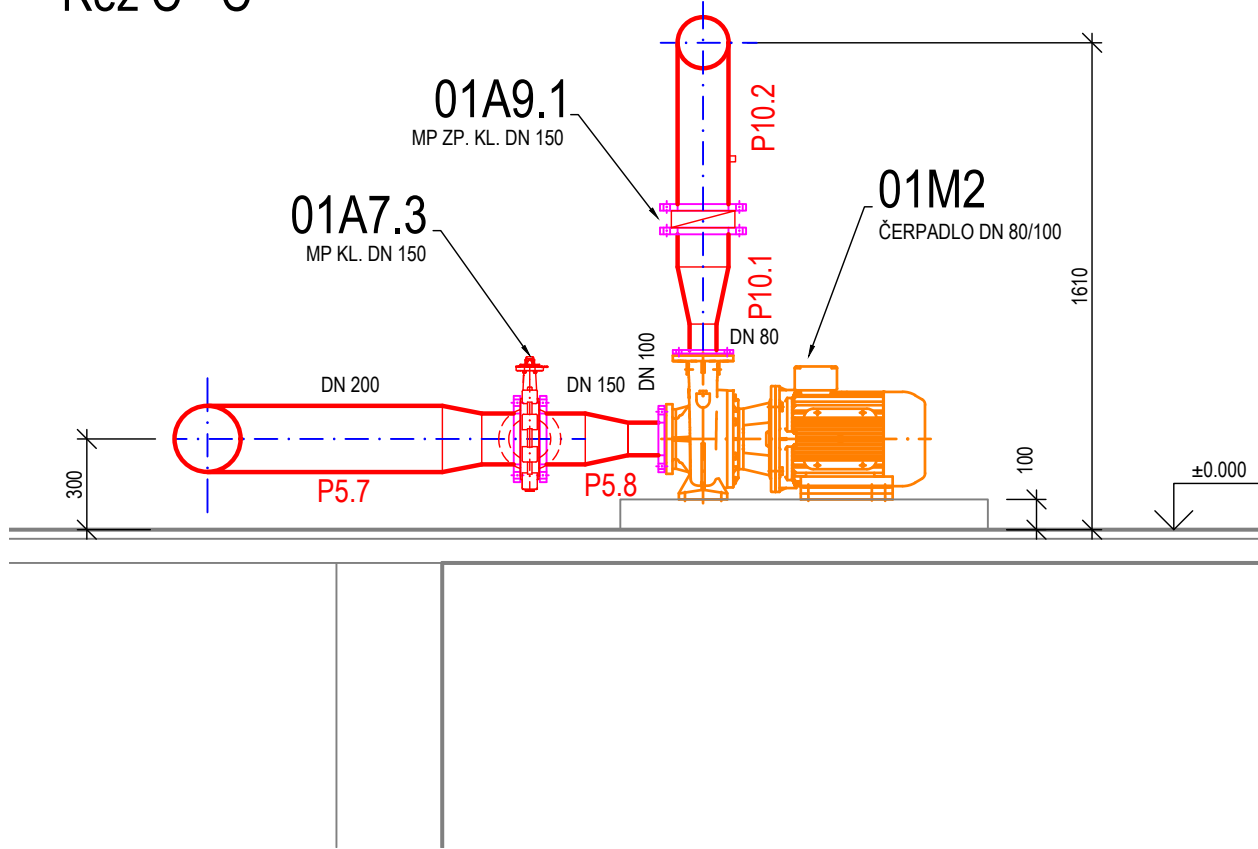 01A9.1
MP ZP. KL. DN 150
P10.2
01A7.3
MP KL. DN 150
01M2
ČERPADLO DN 80/100
1610
P10.1
DN 80
DN 100
DN 200
DN 150
300
P5.7
P5.8
100
±0.000